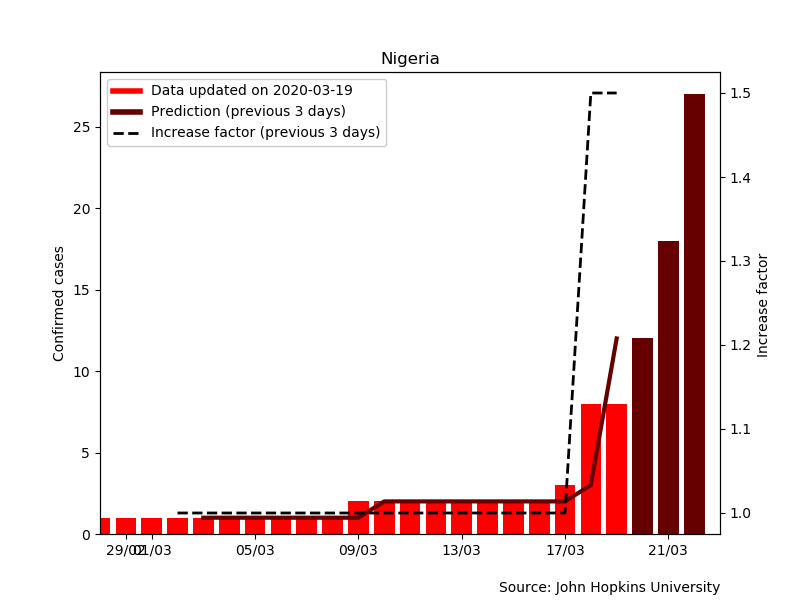 Nigeria
Data updated on 2020-03-19
Prediction (previous 3 days)
Increase factor (previous 3 days)
Confirmed cases
25
20
15
10
5
0
1.5
1.4
1.3
1.2
1.1
1.0
Increase factor
29/02
01/03
05/03
09/03
13/03
17/03
21/03
Source: John Hopkins University